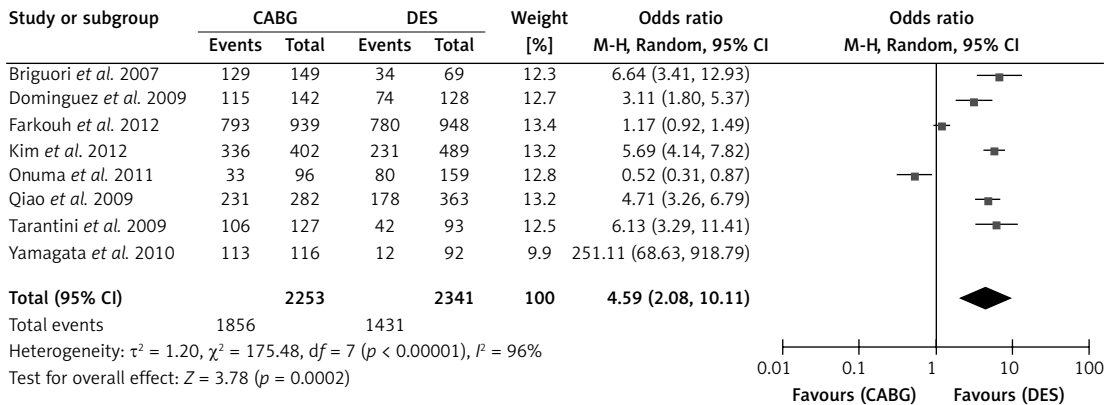 Study or subgroup CABG DES Weight Odds ratio Odds ratio
Events Total Events Total [%] M-H, Random, 95% CI M-H, Random, 95% CI
Briguori et al. 2007 129 149 34 69 12.3 6.64 (3.41, 12.93)
Dominguez et al. 2009 115 142 74 128 12.7 3.11 (1.80, 5.37)
Farkouh et al. 2012 793 939 780 948 13.4 1.17 (0.92, 1.49)
Kim et al. 2012 336 402 231 489 13.2 5.69 (4.14, 7.82)
Onuma et al. 2011 33 96 80 159 12.8 0.52 (0.31, 0.87)
Qiao et al. 2009 231 282 178 363 13.2 4.71 (3.26, 6.79)
Tarantini et al. 2009 106 127 42 93 12.5 6.13 (3.29, 11.41)
Yamagata et al. 2010 113 116 12 92 9.9 251.11 (68.63, 918.79)
Total (95% CI) 2253 2341 100 4.59 (2.08, 10.11)
Total events 1856 1431
Heterogeneity: τ² = 1.20, χ² = 175.48, df = 7 (p < 0.00001), I² = 96%
Test for overall effect: Z = 3.78 (p = 0.0002)
0.01 0.1 1 10 100
Favours (CABG) Favours (DES)